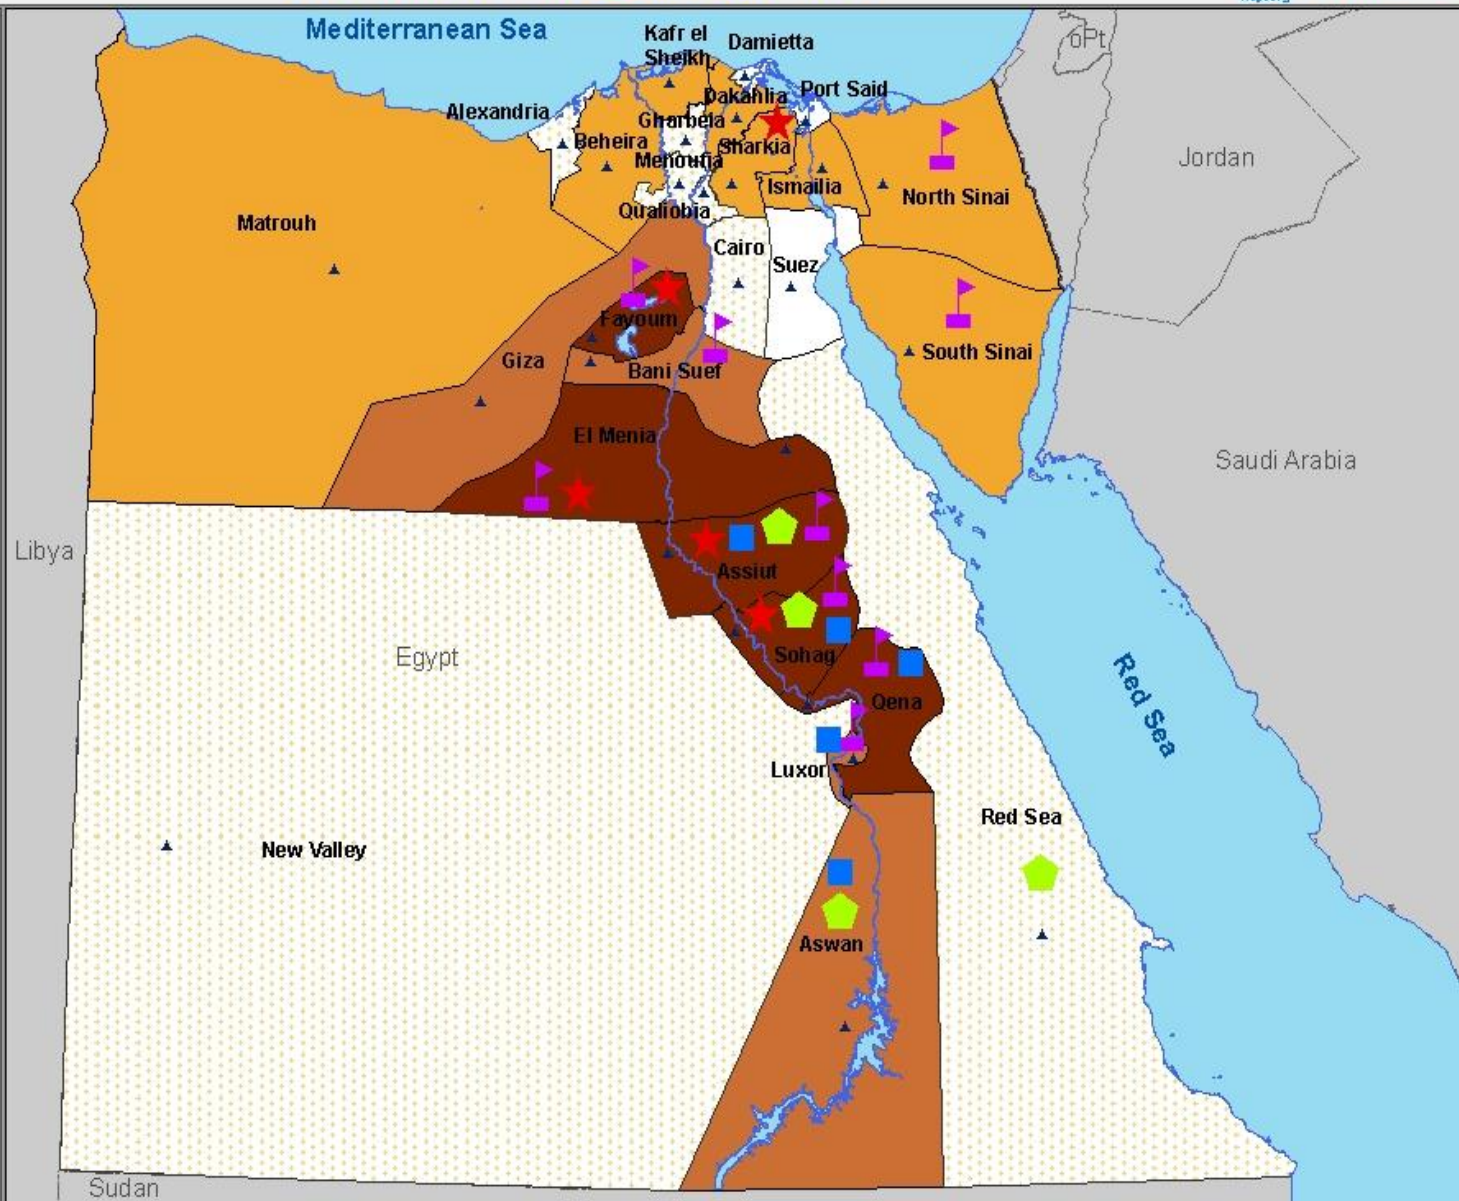 Mediterranean Sea
Kafr el
Sheikh
Damietta
oPt
Alexandria
Dakahlia
Port Said
Gharbeia
Beheira
Sharkia
Menoufia
Jordan
Ismailia
North Sinai
Qualiobia
Matrouh
Cairo
Suez
Fayoum
South Sinai
Giza
Bani Suef
El Menia
Saudi Arabia
Libya
Assiut
Egypt
Sohag
Qena
Red Sea
Luxor
Red Sea
New Valley
Aswan
Sudan